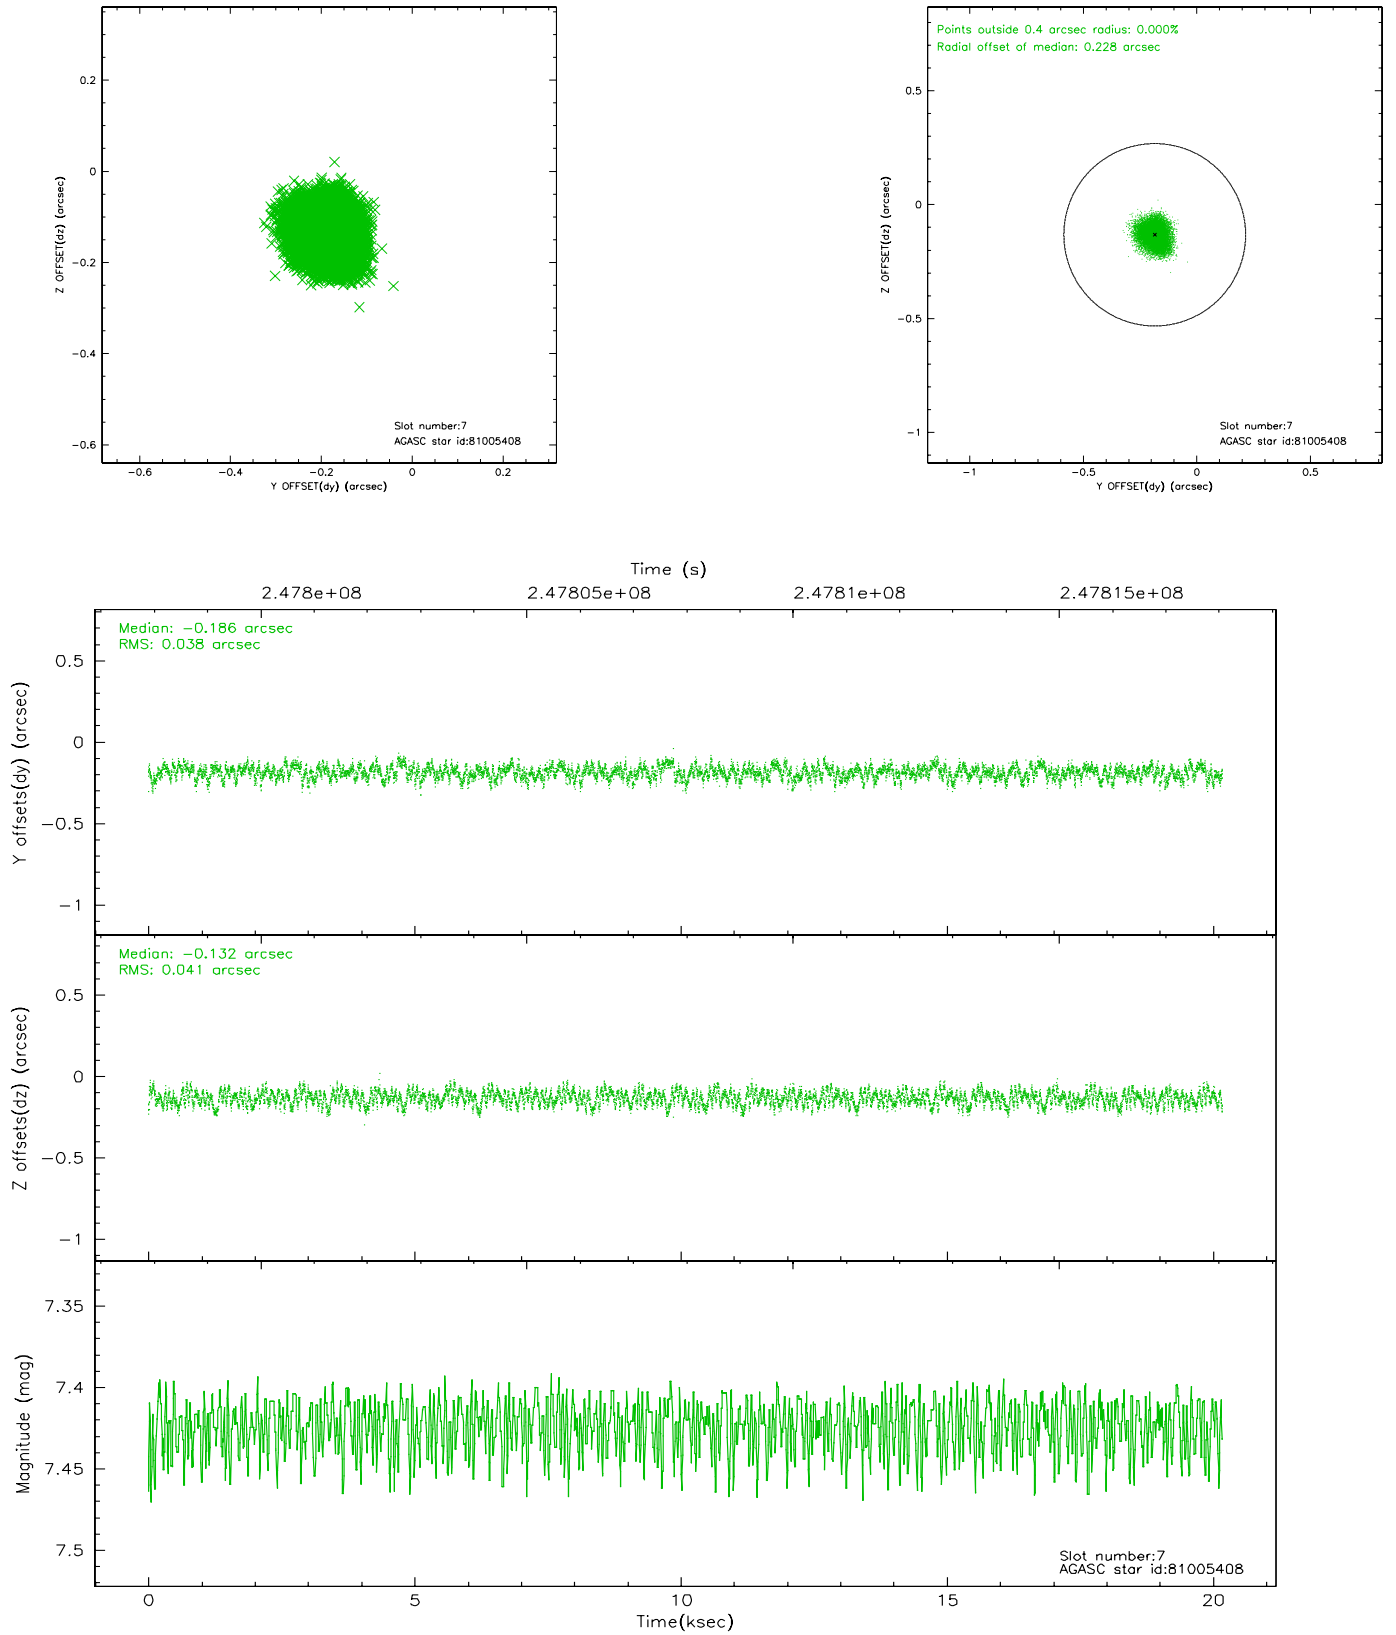 0.2
0
−0.2
−0.4
−0.6
Z OFFSET(dz) (arcsec)
Slot number:7
AGASC star id:81005408
−0.6 −0.4 −0.2 0 0.2
Y OFFSET(dy) (arcsec)
Points outside 0.4 arcsec radius: 0.000%
Radial offset of median: 0.228 arcsec
0.5
0
−0.5
−1
Z OFFSET(dz) (arcsec)
Slot number:7
AGASC star id:81005408
−1 −0.5 0 0.5
Y OFFSET(dy) (arcsec)
Time (s)
2.478e+08 2.47805e+08 2.4781e+08 2.47815e+08
Median: −0.186 arcsec
RMS: 0.038 arcsec
0.5
0
−0.5
−1
Y offsets(dy) (arcsec)
Median: −0.132 arcsec
RMS: 0.041 arcsec
0.5
0
−0.5
−1
Z offsets(dz) (arcsec)
7.35
7.4
7.45
7.5
Magnitude (mag)
Slot number:7
AGASC star id:81005408
0 5 10 15 20
Time(ksec)